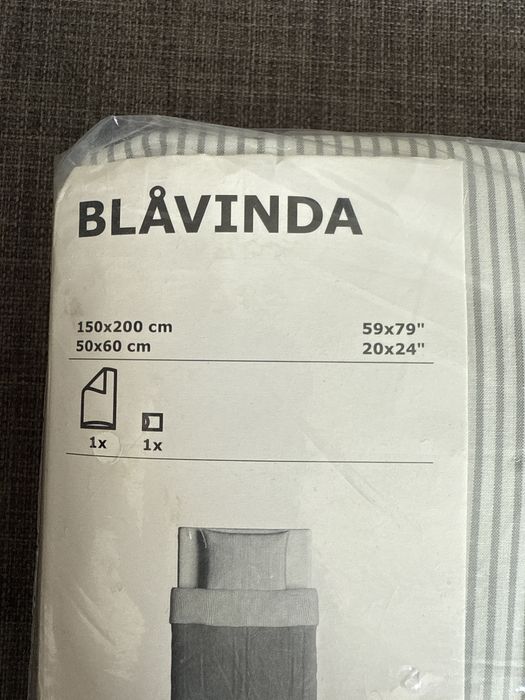 BLÅVINDA
150x200 cm 59x79"
50x60 cm 20x24"
1x 1x